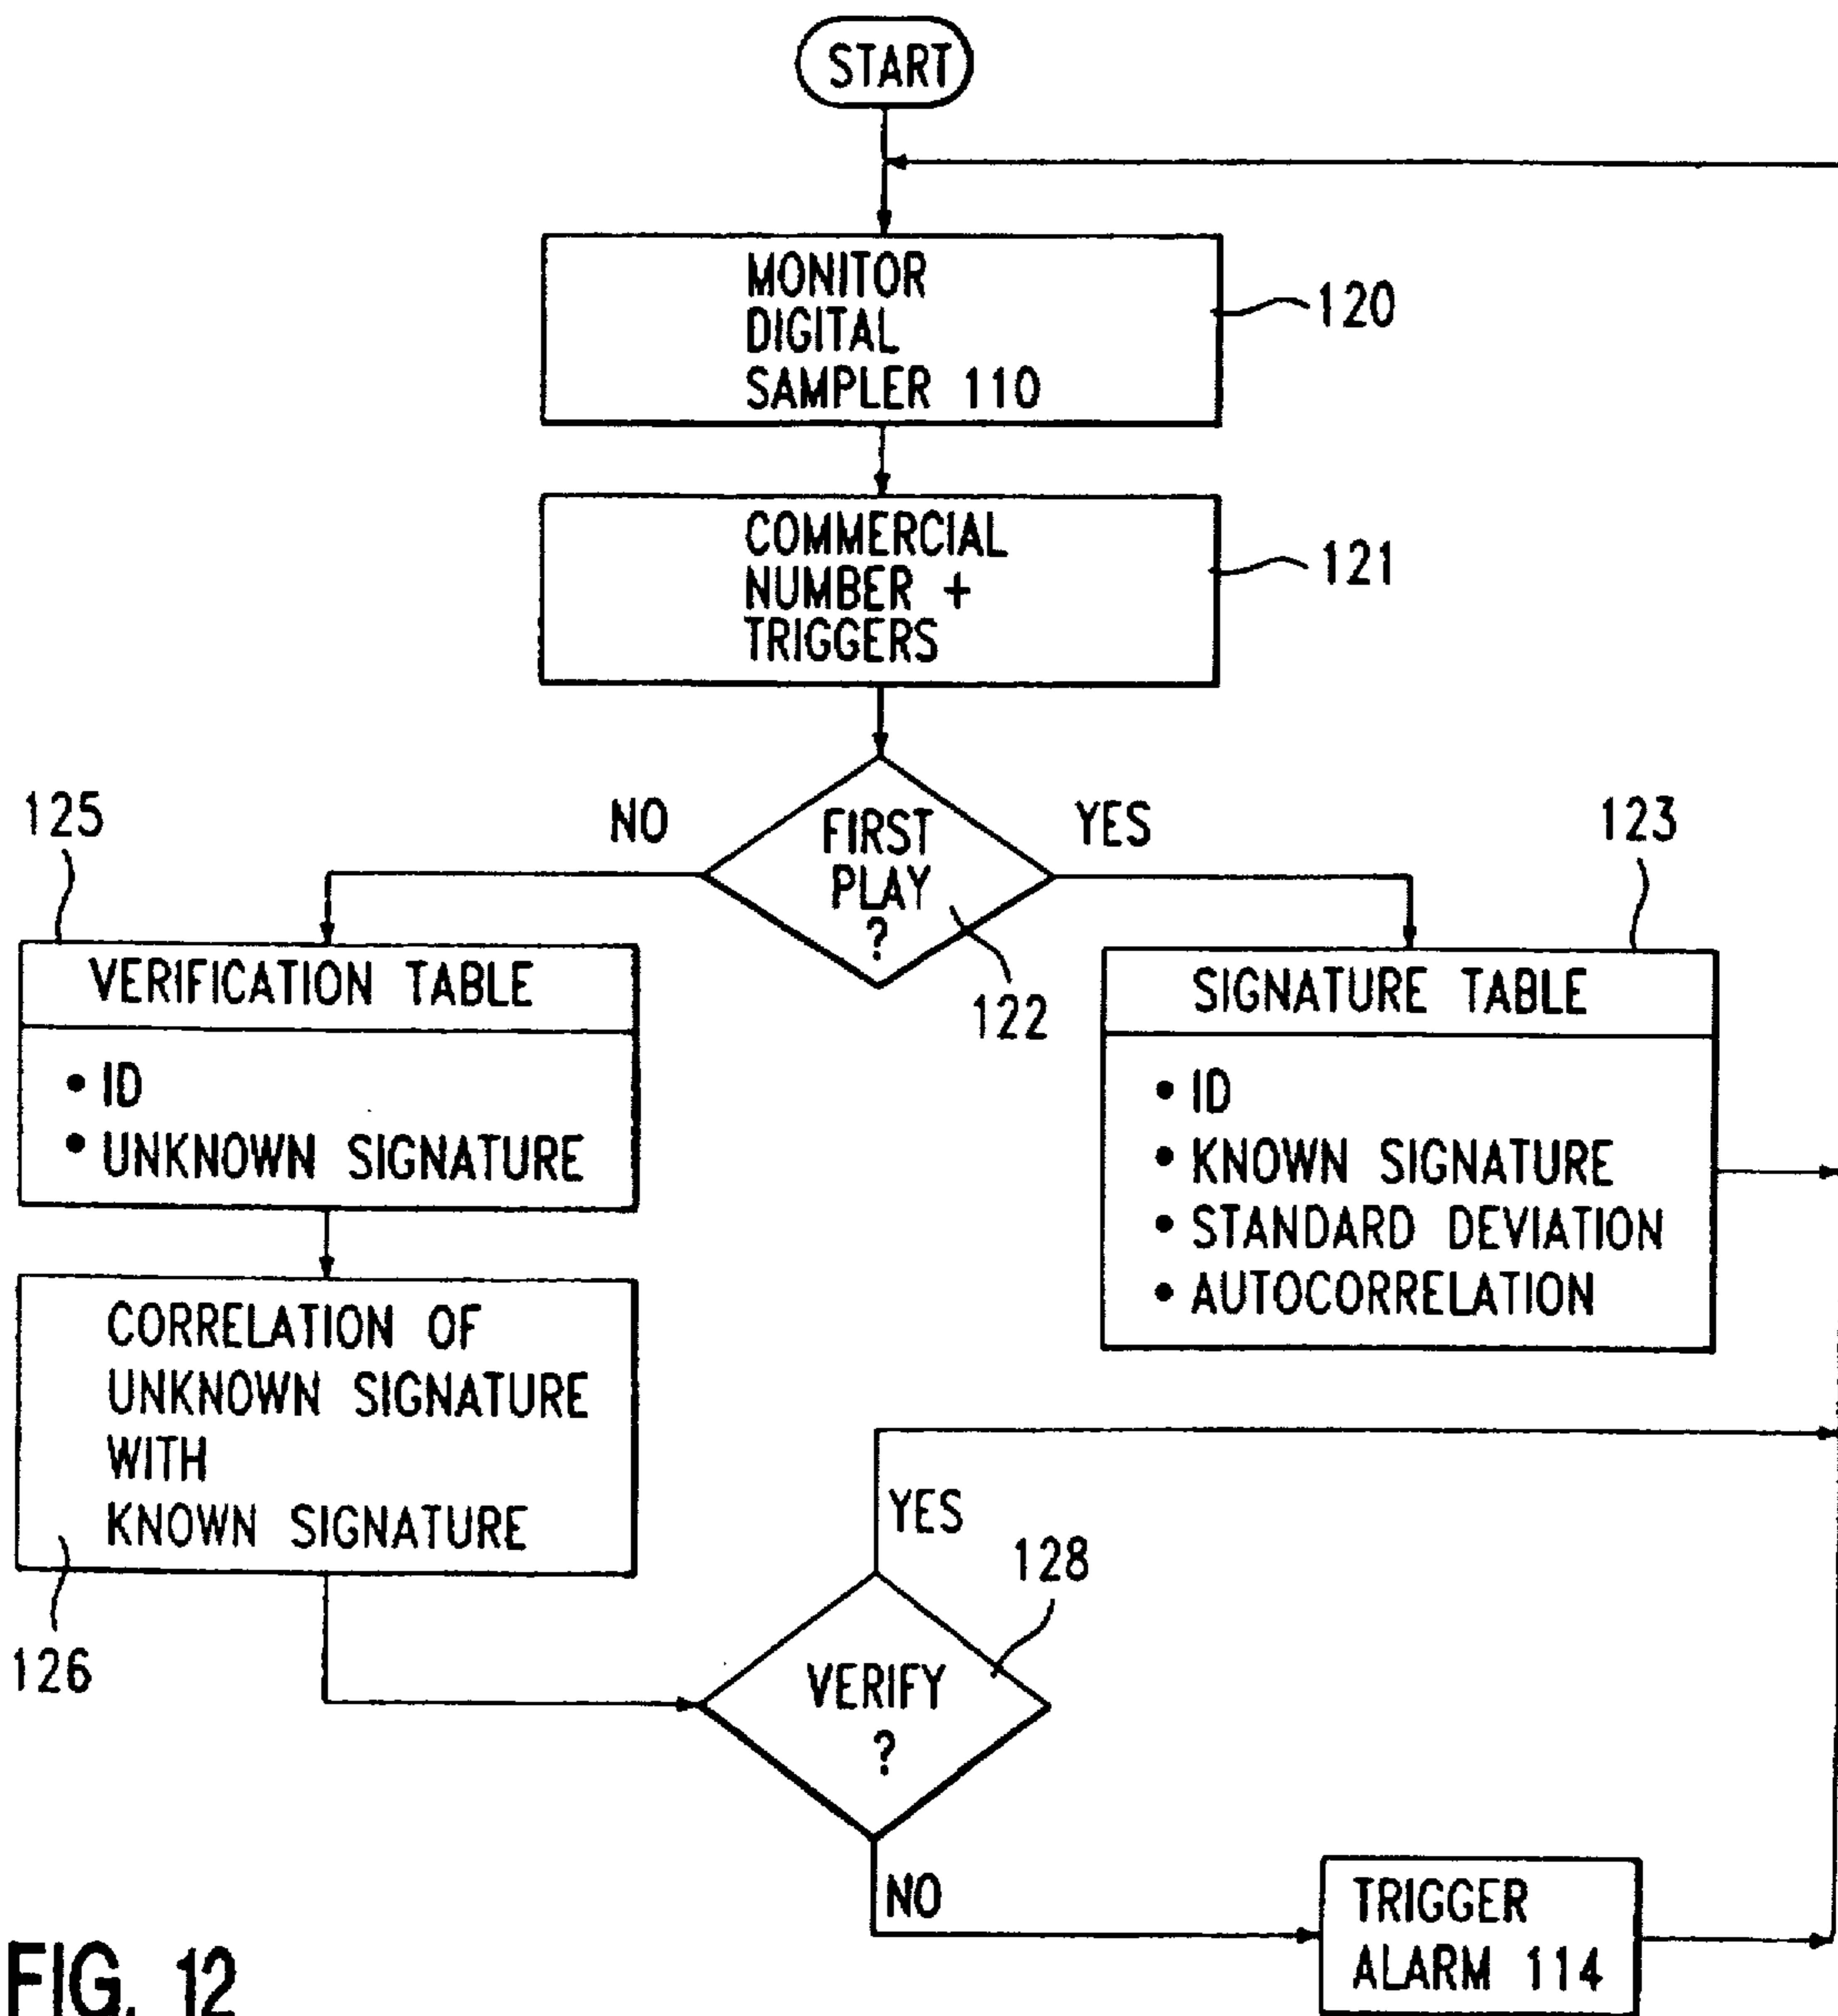 START
MONITOR
DIGITAL
SAMPLER 110
120
COMMERCIAL
NUMBER +
TRIGGERS
121
FIRST
PLAY
?
NO
YES
122
125
VERIFICATION TABLE
• ID
• UNKNOWN SIGNATURE
123
SIGNATURE TABLE
• ID
• KNOWN SIGNATURE
• STANDARD DEVIATION
• AUTOCORRELATION
CORRELATION OF
UNKNOWN SIGNATURE
WITH
KNOWN SIGNATURE
126
YES
128
VERIFY
?
NO
TRIGGER
ALARM 114
FIG. 12